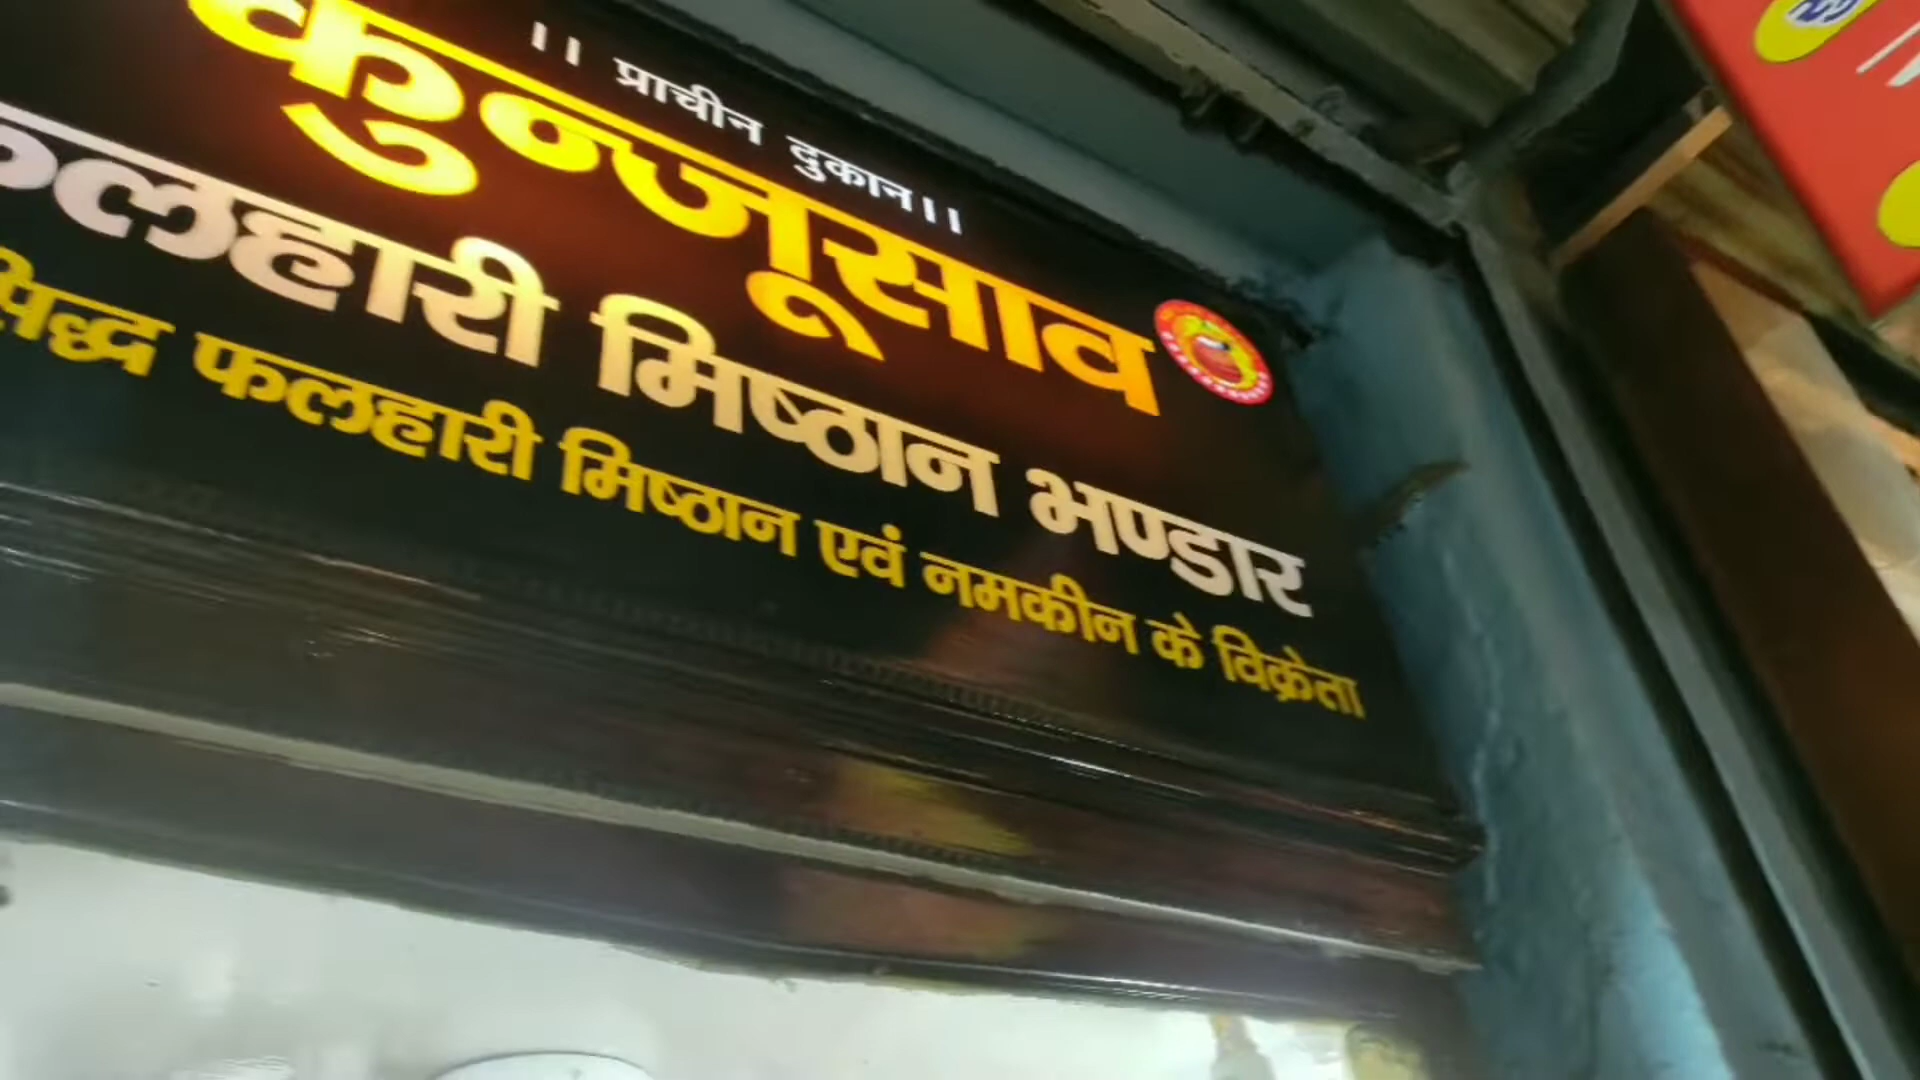 ।। प्राचीन दुकान।।
कुन्जूसाव
फलहारी मिष्ठान भण्डार
फलहारी मिष्ठान एवं नमकीन के विक्रेता